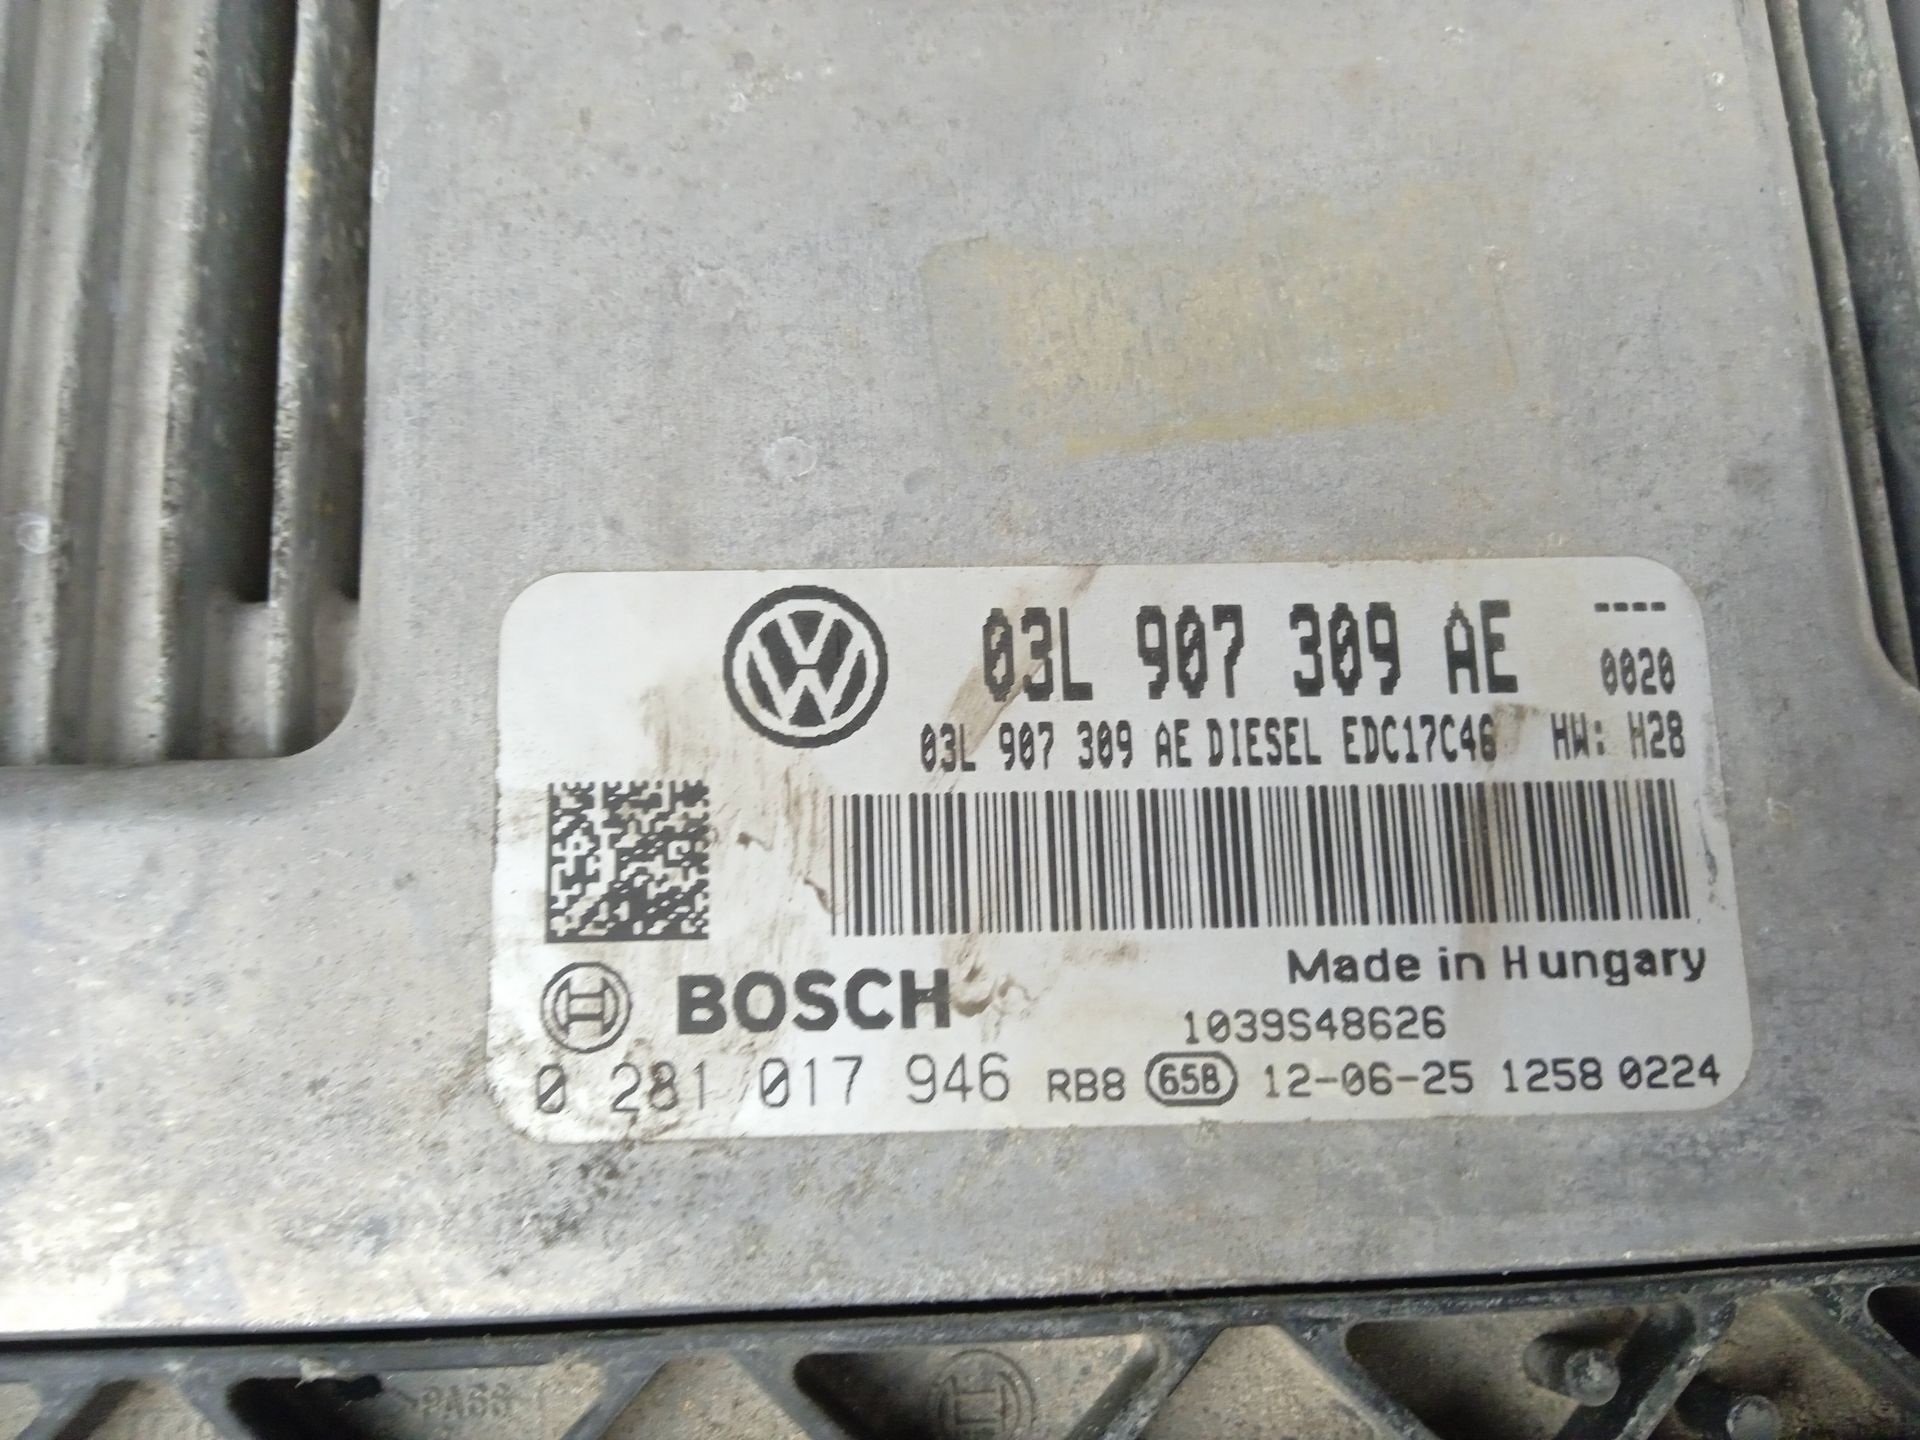 03L 907 309 AE ----
0020
03L 907 309 AE DIESEL EDC17C46 HW: H28
Made in Hungary
BOSCH
1039S48626
0 281 017 946 RB8 658 12-06-25 1258 0224